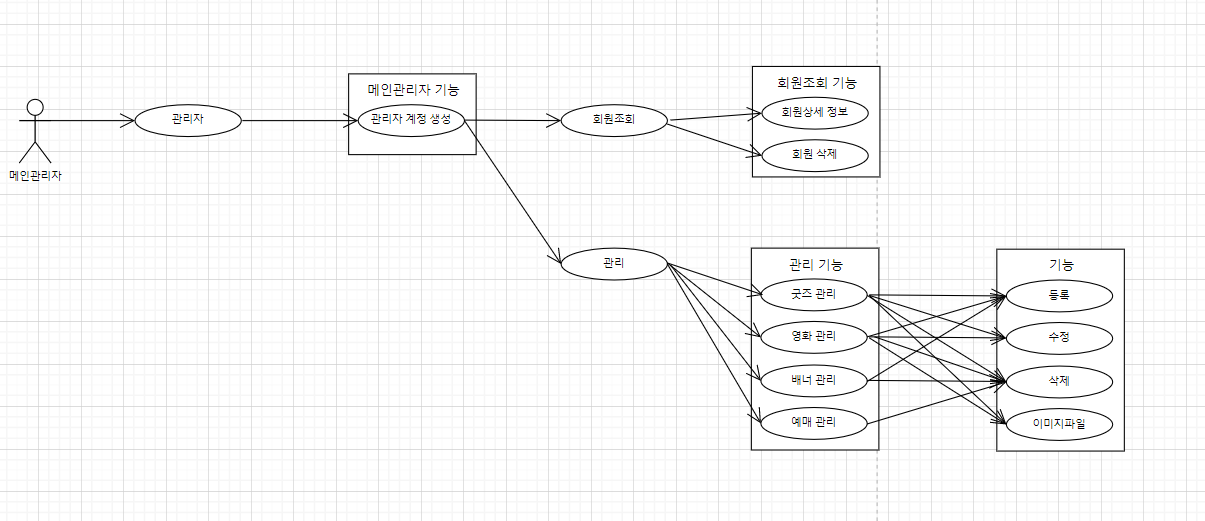 메인관리자
관리자
메인관리자 기능
관리자 계정 생성
회원조회
회원조회 기능
회원상세 정보
회원 삭제
관리
관리 기능
굿즈 관리
영화 관리
배너 관리
예매 관리
기능
등록
수정
삭제
이미지파일